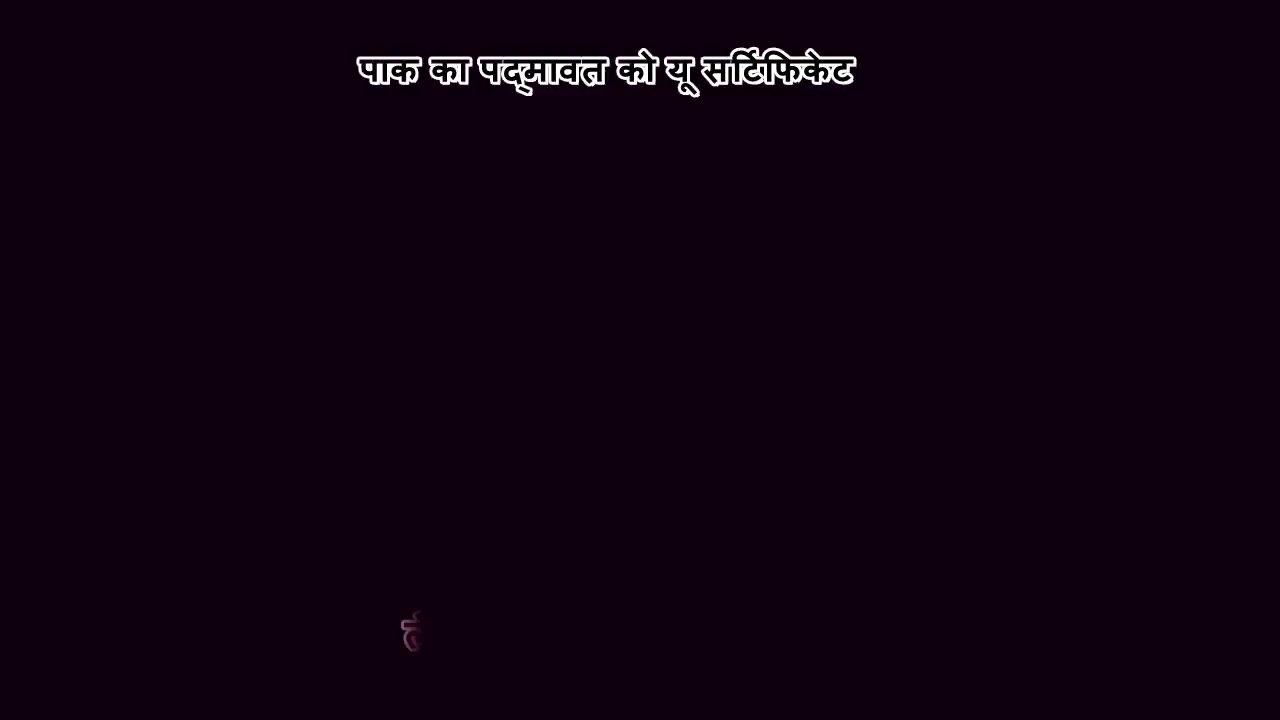 पाक का पद्मावत को यू सर्टिफिकेट